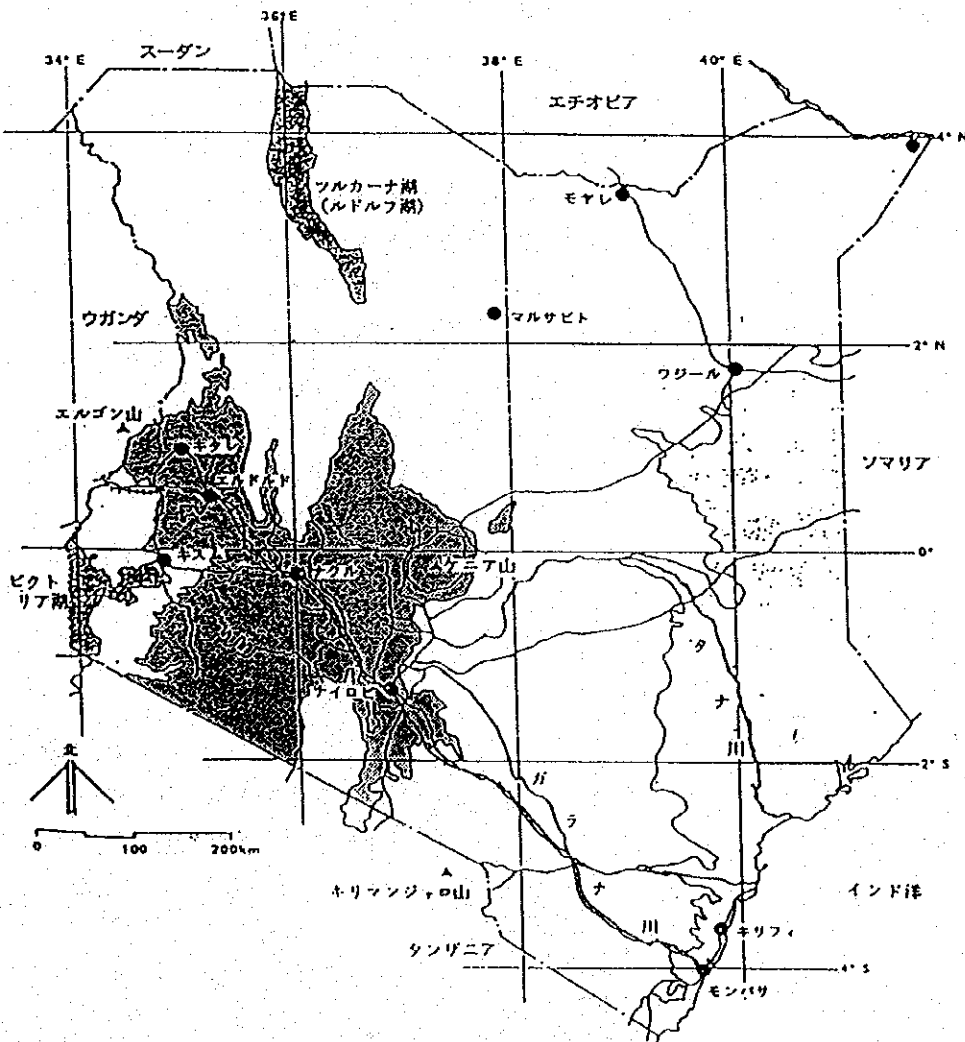 36° E
34° E
スーダン
38° E
40° E
エチオピア
4° N
ツルカーナ湖
(ルドルフ湖)
モヤレ
ウガンダ
マルサビト
2° N
ワジール
エルゴン山
キタレ
エルドルド
ソマリア
キスム
0°
ビクト
リア湖
ナクル
ケニア山
タ
ナ
川
ナイロビ
北
2° S
ガ
ラ
ナ
川
0 100 200km
キリマンジャロ山
インド洋
キリフィ
タンザニア
4° S
モンバサ